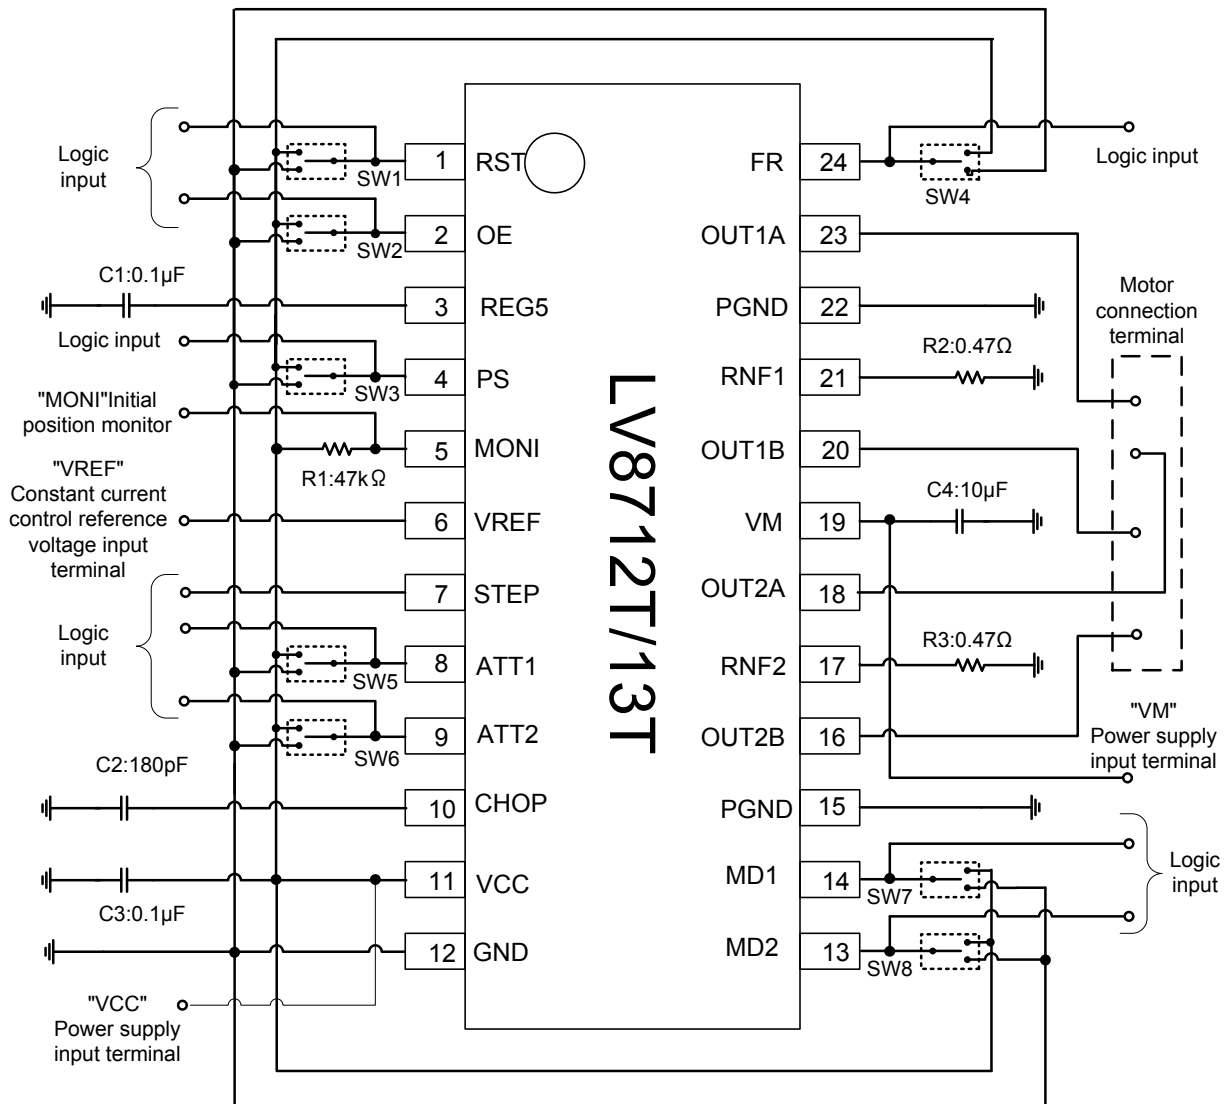 Logic
input
1
RST
SW1
FR
24
SW4
Logic input
2
OE
SW2
OUT1A
23
C1:0.1µF
3
REG5
PGND
22
Motor
connection
terminal
Logic input
4
PS
SW3
RNF1
21
R2:0.47Ω
"MONI"Initial
position monitor
5
MONI
R1:47kΩ
OUT1B
20
"VREF"
Constant current
control reference
voltage input
terminal
6
VREF
VM
19
C4:10µF
Logic
input
7
STEP
OUT2A
18
8
ATT1
SW5
RNF2
17
R3:0.47Ω
9
ATT2
SW6
OUT2B
16
"VM"
Power supply
input terminal
C2:180pF
10
CHOP
PGND
15
C3:0.1µF
11
VCC
MD1
14
SW7
Logic
input
12
GND
MD2
13
SW8
"VCC"
Power supply
input terminal
LV8712T/13T